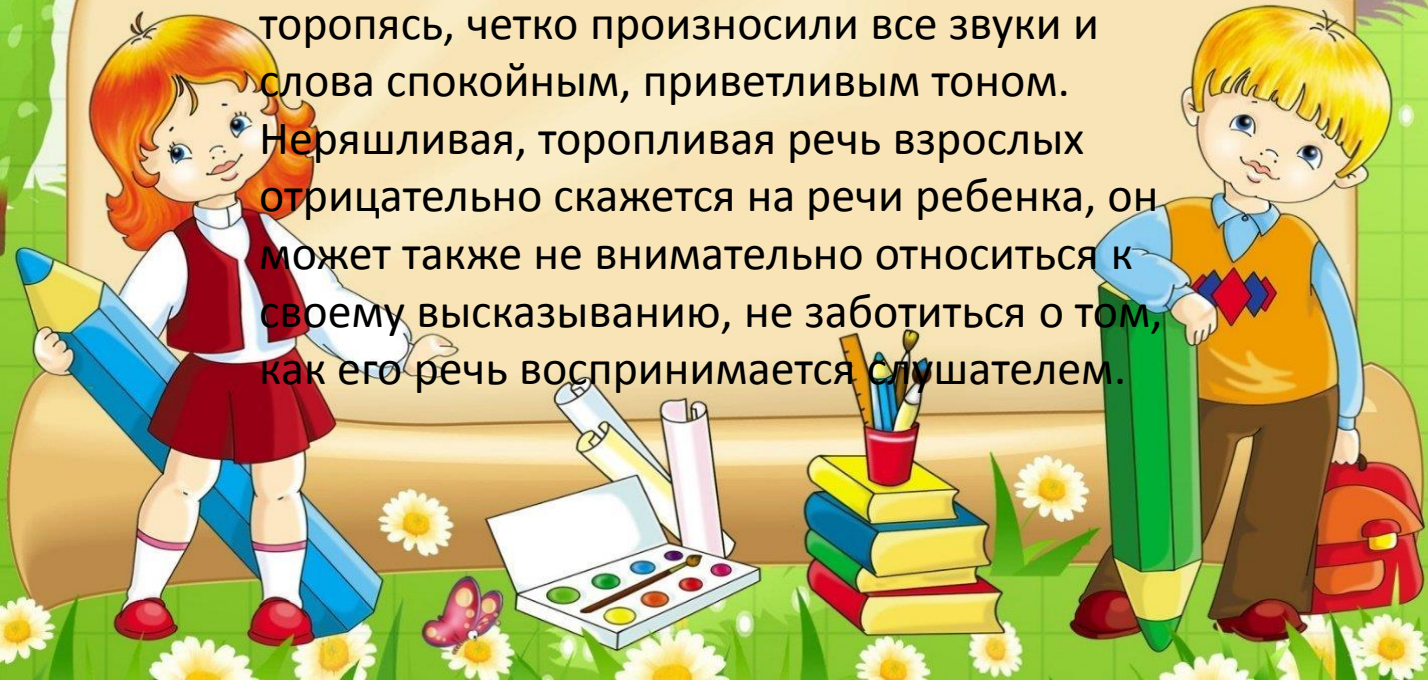 торопясь, четко произносили все звуки и
слова спокойным, приветливым тоном.
Неряшливая, торопливая речь взрослых
отрицательно скажется на речи ребенка, он
может также не внимательно относиться к
своему высказыванию, не заботиться о том,
как его речь воспринимается слушателем.